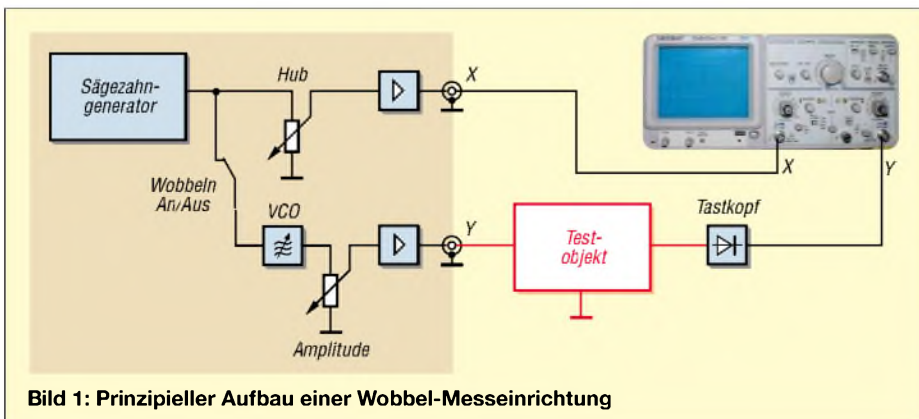 Sägezahn-
generator
Hub
X
Wobbeln
An/Aus
VCO
Y
Amplitude
Test-
objekt
Tastkopf
X
Y
Bild 1: Prinzipieller Aufbau einer Wobbel-Messeinrichtung